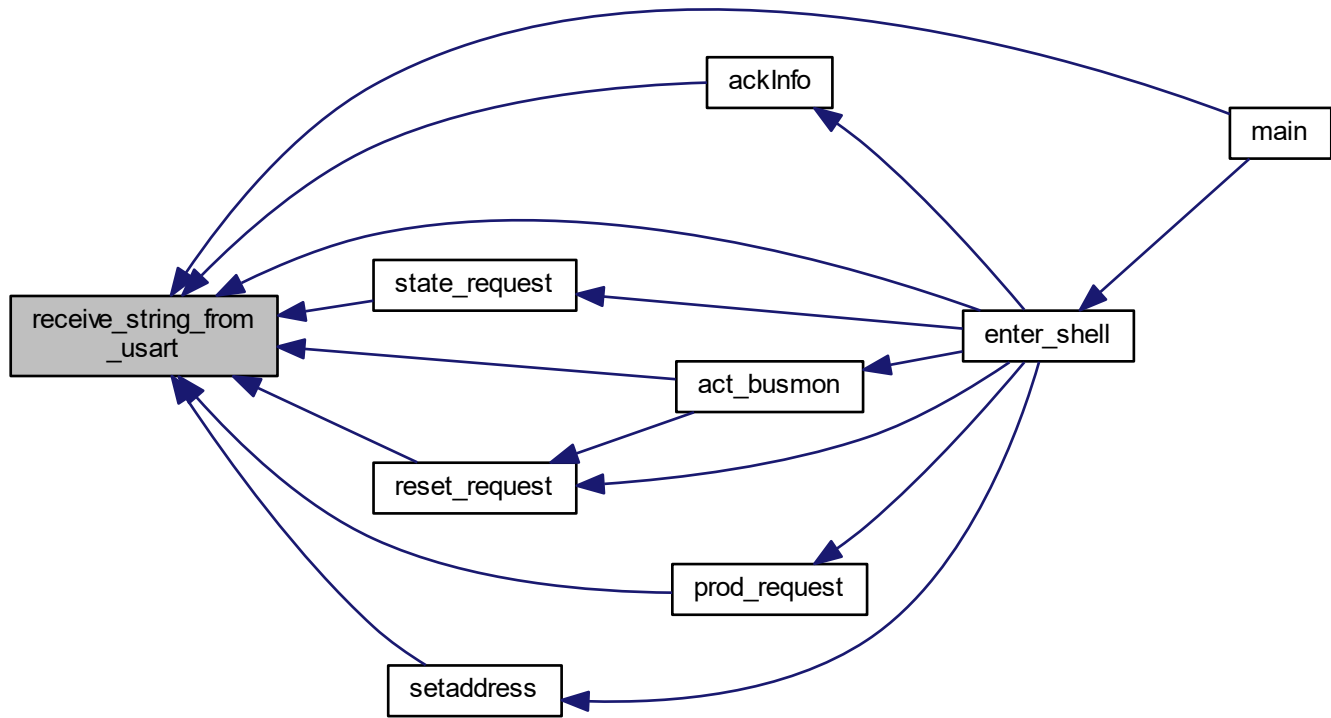 ackInfo
main
state_request
receive_string_from
_usart
enter_shell
act_busmon
reset_request
prod_request
setaddress